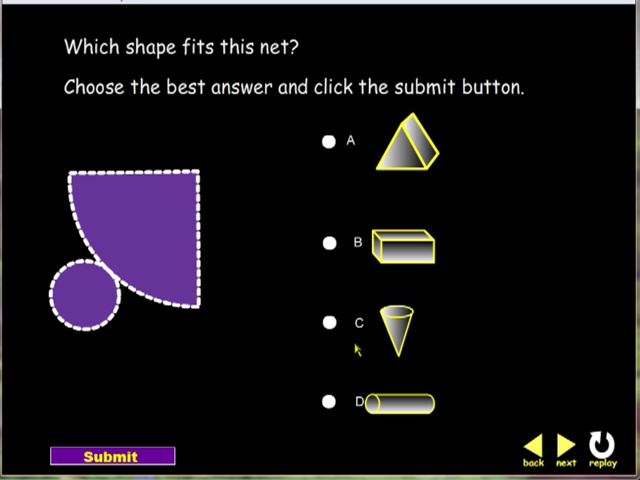 Which shape fits this net?
Choose the best answer and click the submit button.
A
B
C
D
Submit
back next replay